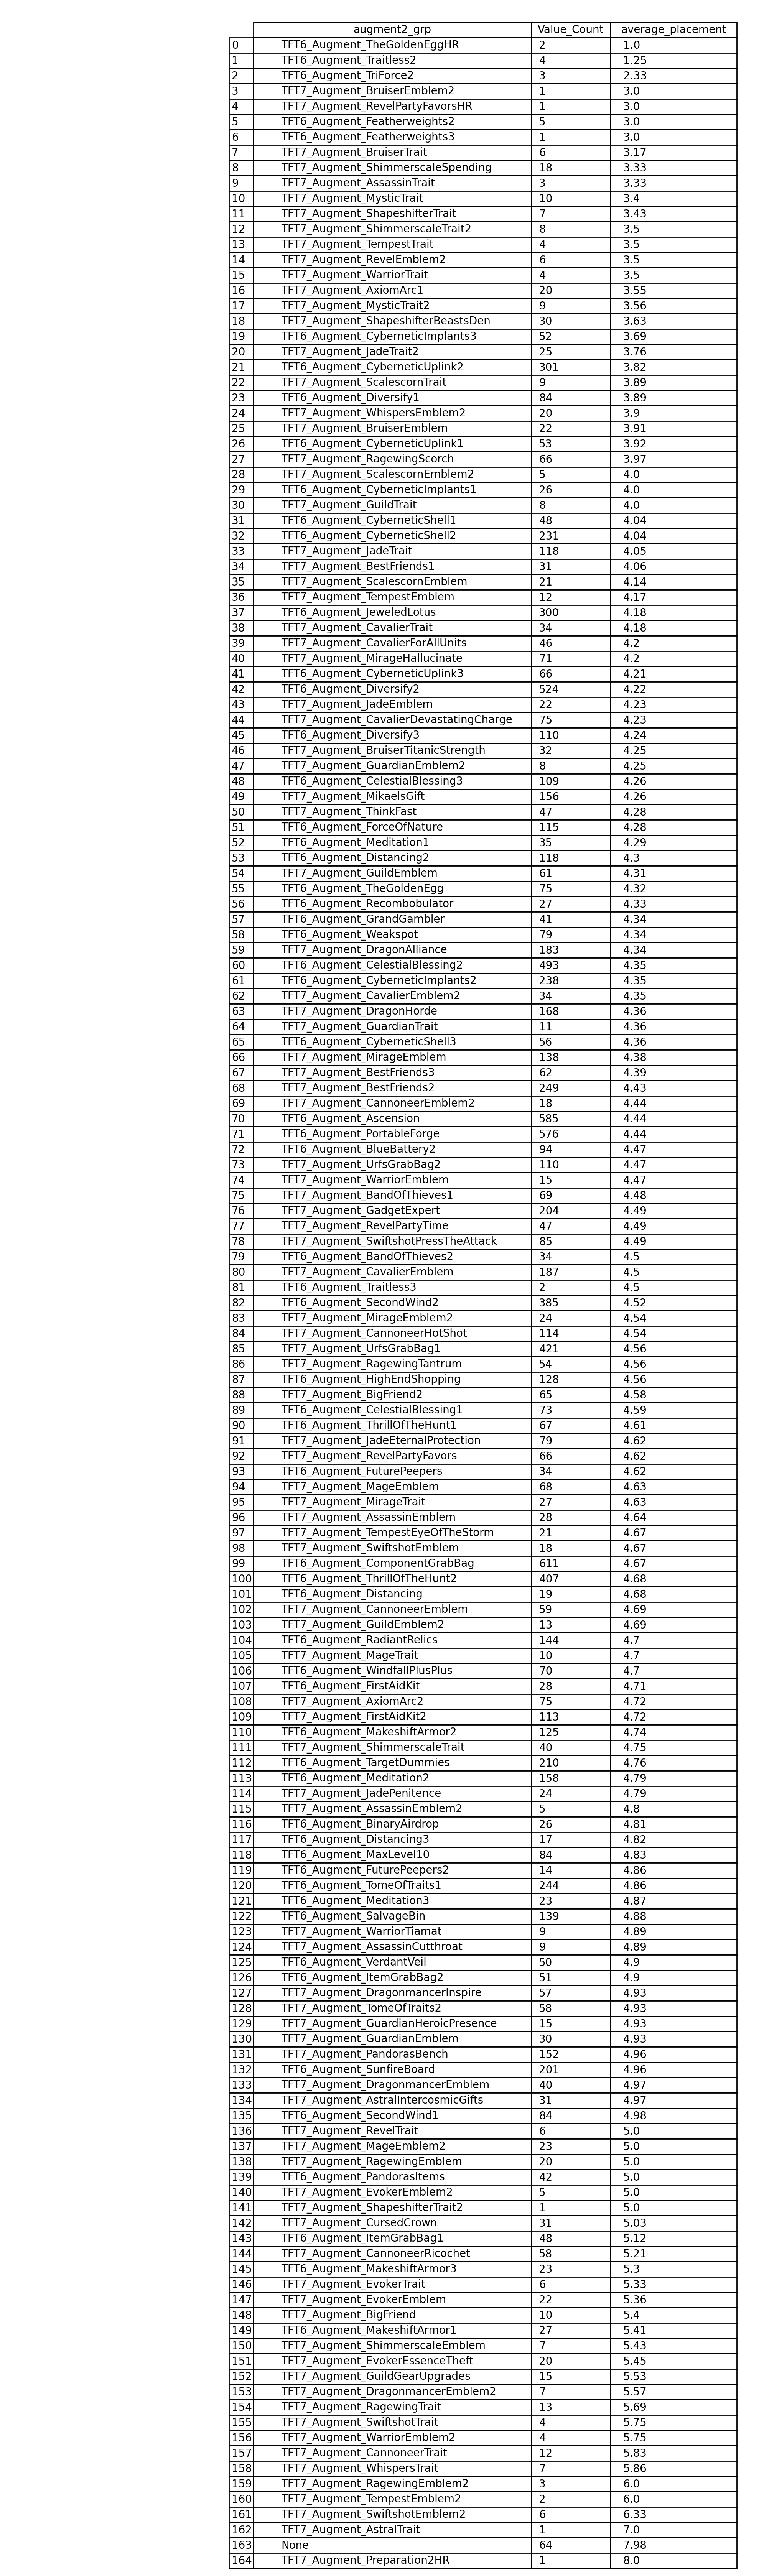 augment2_grp Value_Count average_placement
0 TFT6_Augment_TheGoldenEggHR 2 1.0
1 TFT6_Augment_Traitless2 4 1.25
2 TFT6_Augment_TriForce2 3 2.33
3 TFT7_Augment_BruiserEmblem2 1 3.0
4 TFT7_Augment_RevelPartyFavorsHR 1 3.0
5 TFT6_Augment_Featherweights2 5 3.0
6 TFT6_Augment_Featherweights3 1 3.0
7 TFT7_Augment_BruiserTrait 6 3.17
8 TFT7_Augment_ShimmerscaleSpending 18 3.33
9 TFT7_Augment_AssassinTrait 3 3.33
10 TFT7_Augment_MysticTrait 10 3.4
11 TFT7_Augment_ShapeshifterTrait 7 3.43
12 TFT7_Augment_ShimmerscaleTrait2 8 3.5
13 TFT7_Augment_TempestTrait 4 3.5
14 TFT7_Augment_RevelEmblem2 6 3.5
15 TFT7_Augment_WarriorTrait 4 3.5
16 TFT7_Augment_AxiomArc1 20 3.55
17 TFT7_Augment_MysticTrait2 9 3.56
18 TFT7_Augment_ShapeshifterBeastsDen 30 3.63
19 TFT6_Augment_CyberneticImplants3 52 3.69
20 TFT7_Augment_JadeTrait2 25 3.76
21 TFT6_Augment_CyberneticUplink2 301 3.82
22 TFT7_Augment_ScalescornTrait 9 3.89
23 TFT6_Augment_Diversify1 84 3.89
24 TFT7_Augment_WhispersEmblem2 20 3.9
25 TFT7_Augment_BruiserEmblem 22 3.91
26 TFT6_Augment_CyberneticUplink1 53 3.92
27 TFT7_Augment_RagewingScorch 66 3.97
28 TFT7_Augment_ScalescornEmblem2 5 4.0
29 TFT6_Augment_CyberneticImplants1 26 4.0
30 TFT7_Augment_GuildTrait 8 4.0
31 TFT6_Augment_CyberneticShell1 48 4.04
32 TFT6_Augment_CyberneticShell2 231 4.04
33 TFT7_Augment_JadeTrait 118 4.05
34 TFT7_Augment_BestFriends1 31 4.06
35 TFT7_Augment_ScalescornEmblem 21 4.14
36 TFT7_Augment_TempestEmblem 12 4.17
37 TFT6_Augment_JeweledLotus 300 4.18
38 TFT7_Augment_CavalierTrait 34 4.18
39 TFT7_Augment_CavalierForAllUnits 46 4.2
40 TFT7_Augment_MirageHallucinate 71 4.2
41 TFT6_Augment_CyberneticUplink3 66 4.21
42 TFT6_Augment_Diversify2 524 4.22
43 TFT7_Augment_JadeEmblem 22 4.23
44 TFT7_Augment_CavalierDevastatingCharge 75 4.23
45 TFT6_Augment_Diversify3 110 4.24
46 TFT7_Augment_BruiserTitanicStrength 32 4.25
47 TFT7_Augment_GuardianEmblem2 8 4.25
48 TFT6_Augment_CelestialBlessing3 109 4.26
49 TFT7_Augment_MikaelsGift 156 4.26
50 TFT7_Augment_ThinkFast 47 4.28
51 TFT6_Augment_ForceOfNature 115 4.28
52 TFT6_Augment_Meditation1 35 4.29
53 TFT6_Augment_Distancing2 118 4.3
54 TFT7_Augment_GuildEmblem 61 4.31
55 TFT6_Augment_TheGoldenEgg 75 4.32
56 TFT6_Augment_Recombobulator 27 4.33
57 TFT6_Augment_GrandGambler 41 4.34
58 TFT6_Augment_Weakspot 79 4.34
59 TFT7_Augment_DragonAlliance 183 4.34
60 TFT6_Augment_CelestialBlessing2 493 4.35
61 TFT6_Augment_CyberneticImplants2 238 4.35
62 TFT7_Augment_CavalierEmblem2 34 4.35
63 TFT7_Augment_DragonHorde 168 4.36
64 TFT7_Augment_GuardianTrait 11 4.36
65 TFT6_Augment_CyberneticShell3 56 4.36
66 TFT7_Augment_MirageEmblem 138 4.38
67 TFT7_Augment_BestFriends3 62 4.39
68 TFT7_Augment_BestFriends2 249 4.43
69 TFT7_Augment_CannoneerEmblem2 18 4.44
70 TFT6_Augment_Ascension 585 4.44
71 TFT6_Augment_PortableForge 576 4.44
72 TFT6_Augment_BlueBattery2 94 4.47
73 TFT7_Augment_UrfsGrabBag2 110 4.47
74 TFT7_Augment_WarriorEmblem 15 4.47
75 TFT7_Augment_BandOfThieves1 69 4.48
76 TFT7_Augment_GadgetExpert 204 4.49
77 TFT7_Augment_RevelPartyTime 47 4.49
78 TFT7_Augment_SwiftshotPressTheAttack 85 4.49
79 TFT6_Augment_BandOfThieves2 34 4.5
80 TFT7_Augment_CavalierEmblem 187 4.5
81 TFT6_Augment_Traitless3 2 4.5
82 TFT6_Augment_SecondWind2 385 4.52
83 TFT7_Augment_MirageEmblem2 24 4.54
84 TFT7_Augment_CannoneerHotShot 114 4.54
85 TFT7_Augment_UrfsGrabBag1 421 4.56
86 TFT7_Augment_RagewingTantrum 54 4.56
87 TFT6_Augment_HighEndShopping 128 4.56
88 TFT7_Augment_BigFriend2 65 4.58
89 TFT6_Augment_CelestialBlessing1 73 4.59
90 TFT6_Augment_ThrillOfTheHunt1 67 4.61
91 TFT7_Augment_JadeEternalProtection 79 4.62
92 TFT7_Augment_RevelPartyFavors 66 4.62
93 TFT6_Augment_FuturePeepers 34 4.62
94 TFT7_Augment_MageEmblem 68 4.63
95 TFT7_Augment_MirageTrait 27 4.63
96 TFT7_Augment_AssassinEmblem 28 4.64
97 TFT7_Augment_TempestEyeOfTheStorm 21 4.67
98 TFT7_Augment_SwiftshotEmblem 18 4.67
99 TFT6_Augment_ComponentGrabBag 611 4.67
100 TFT6_Augment_ThrillOfTheHunt2 407 4.68
101 TFT6_Augment_Distancing 19 4.68
102 TFT7_Augment_CannoneerEmblem 59 4.69
103 TFT7_Augment_GuildEmblem2 13 4.69
104 TFT6_Augment_RadiantRelics 144 4.7
105 TFT7_Augment_MageTrait 10 4.7
106 TFT6_Augment_WindfallPlusPlus 70 4.7
107 TFT6_Augment_FirstAidKit 28 4.71
108 TFT7_Augment_AxiomArc2 75 4.72
109 TFT7_Augment_FirstAidKit2 113 4.72
110 TFT6_Augment_MakeshiftArmor2 125 4.74
111 TFT7_Augment_ShimmerscaleTrait 40 4.75
112 TFT6_Augment_TargetDummies 210 4.76
113 TFT6_Augment_Meditation2 158 4.79
114 TFT7_Augment_JadePenitence 24 4.79
115 TFT7_Augment_AssassinEmblem2 5 4.8
116 TFT6_Augment_BinaryAirdrop 26 4.81
117 TFT6_Augment_Distancing3 17 4.82
118 TFT6_Augment_MaxLevel10 84 4.83
119 TFT6_Augment_FuturePeepers2 14 4.86
120 TFT6_Augment_TomeOfTraits1 244 4.86
121 TFT6_Augment_Meditation3 23 4.87
122 TFT6_Augment_SalvageBin 139 4.88
123 TFT7_Augment_WarriorTiamat 9 4.89
124 TFT7_Augment_AssassinCutthroat 9 4.89
125 TFT6_Augment_VerdantVeil 50 4.9
126 TFT6_Augment_ItemGrabBag2 51 4.9
127 TFT7_Augment_DragonmancerInspire 57 4.93
128 TFT7_Augment_TomeOfTraits2 58 4.93
129 TFT7_Augment_GuardianHeroicPresence 15 4.93
130 TFT7_Augment_GuardianEmblem 30 4.93
131 TFT7_Augment_PandorasBench 152 4.96
132 TFT6_Augment_SunfireBoard 201 4.96
133 TFT7_Augment_DragonmancerEmblem 40 4.97
134 TFT7_Augment_AstralIntercosmicGifts 31 4.97
135 TFT6_Augment_SecondWind1 84 4.98
136 TFT7_Augment_RevelTrait 6 5.0
137 TFT7_Augment_MageEmblem2 23 5.0
138 TFT7_Augment_RagewingEmblem 20 5.0
139 TFT6_Augment_PandorasItems 42 5.0
140 TFT7_Augment_EvokerEmblem2 5 5.0
141 TFT7_Augment_ShapeshifterTrait2 1 5.0
142 TFT7_Augment_CursedCrown 31 5.03
143 TFT6_Augment_ItemGrabBag1 48 5.12
144 TFT7_Augment_CannoneerRicochet 58 5.21
145 TFT6_Augment_MakeshiftArmor3 23 5.3
146 TFT7_Augment_EvokerTrait 6 5.33
147 TFT7_Augment_EvokerEmblem 22 5.36
148 TFT7_Augment_BigFriend 10 5.4
149 TFT6_Augment_MakeshiftArmor1 27 5.41
150 TFT7_Augment_ShimmerscaleEmblem 7 5.43
151 TFT7_Augment_EvokerEssenceTheft 20 5.45
152 TFT7_Augment_GuildGearUpgrades 15 5.53
153 TFT7_Augment_DragonmancerEmblem2 7 5.57
154 TFT7_Augment_RagewingTrait 13 5.69
155 TFT7_Augment_SwiftshotTrait 4 5.75
156 TFT7_Augment_WarriorEmblem2 4 5.75
157 TFT7_Augment_CannoneerTrait 12 5.83
158 TFT7_Augment_WhispersTrait 7 5.86
159 TFT7_Augment_RagewingEmblem2 3 6.0
160 TFT7_Augment_TempestEmblem2 2 6.0
161 TFT7_Augment_SwiftshotEmblem2 6 6.33
162 TFT7_Augment_AstralTrait 1 7.0
163 None 64 7.98
164 TFT7_Augment_Preparation2HR 1 8.0